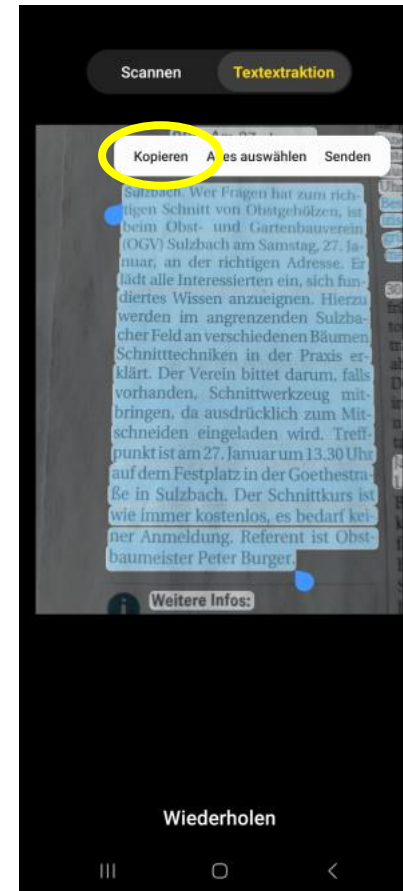 Scannen Textextraktion
Kopieren Alles auswählen Senden
Sulzbach. Wer Fragen hat zum rich-
tigen Schnitt von Obstgehölzen, ist
beim Obst- und Gartenbauverein
(OGV) Sulzbach am Samstag, 27. Ja-
nuar, an der richtigen Adresse. Er
lädt alle Interessierten ein, sich fun-
diertes Wissen anzueignen. Hierzu
werden im angrenzenden Sulzba-
cher Feld an verschiedenen Bäumen
Schnitttechniken in der Praxis er-
klärt. Der Verein bittet darum, falls
vorhanden, Schnittwerkzeug mit-
bringen, da ausdrücklich zum Mit-
schneiden eingeladen wird. Treff-
punkt ist am 27. Januar um 13.30 Uhr
auf dem Festplatz in der Goethestra-
ße in Sulzbach. Der Schnittkurs ist
wie immer kostenlos, es bedarf kei-
ner Anmeldung. Referent ist Obst-
baumeister Peter Burger.
Weitere Infos:
Wiederholen